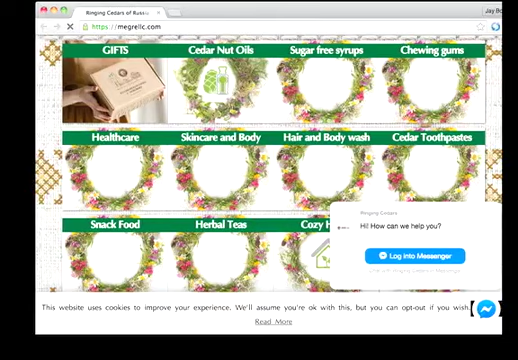 Ringing Cedars of Russ
Jay Bo
https://megrellc.com
GIFTS
Cedar Nut Oils
Sugar free syrups
Chewing gums
Healthcare
Skincare and Body
Hair and Body wash
Cedar Toothpastes
Snack Food
Herbal Teas
Cozy H
Ringing Cedars
Hi! How can we help you?
Log into Messenger
This website uses cookies to improve your experience. We'll assume you're ok with this, but you can opt-out if you wish.
Read More